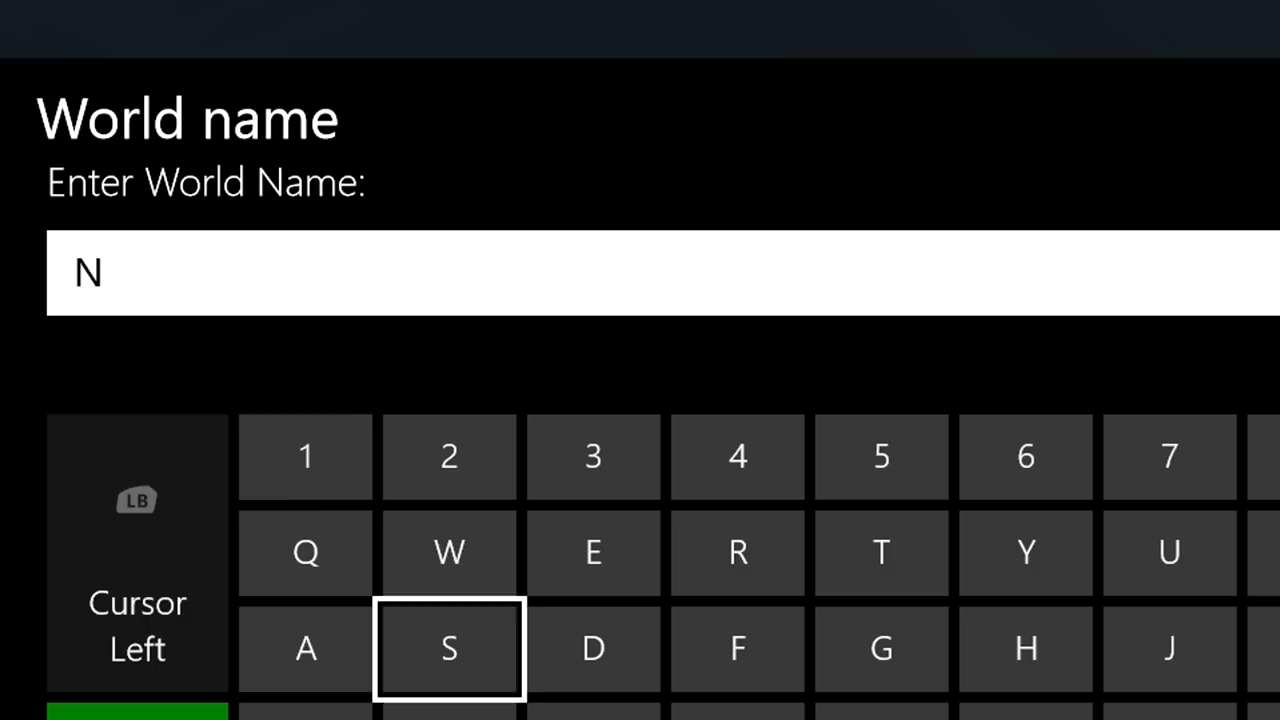 World name
Enter World Name:
N
1 2 3 4 5 6 7
LB
Q W E R T Y U
Cursor
Left
A S D F G H J